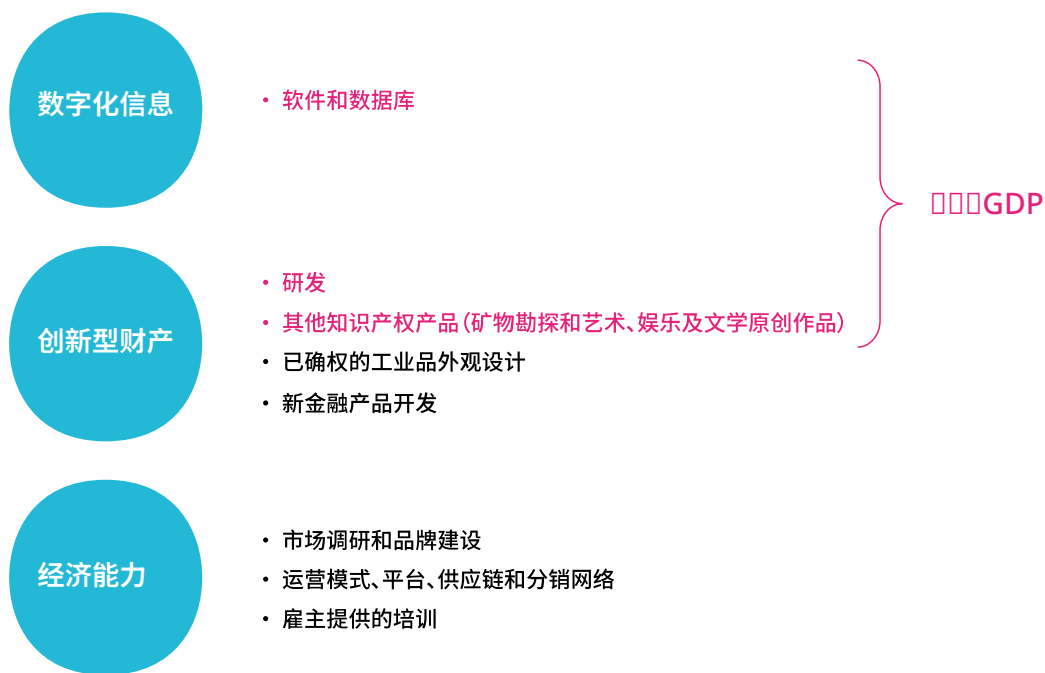 数字化信息
• 软件和数据库
GDP
创新型财产
• 研发
• 其他知识产权产品(矿物勘探和艺术、娱乐及文学原创作品)
• 已确权的工业品外观设计
• 新金融产品开发
经济能力
• 市场调研和品牌建设
• 运营模式、平台、供应链和分销网络
• 雇主提供的培训